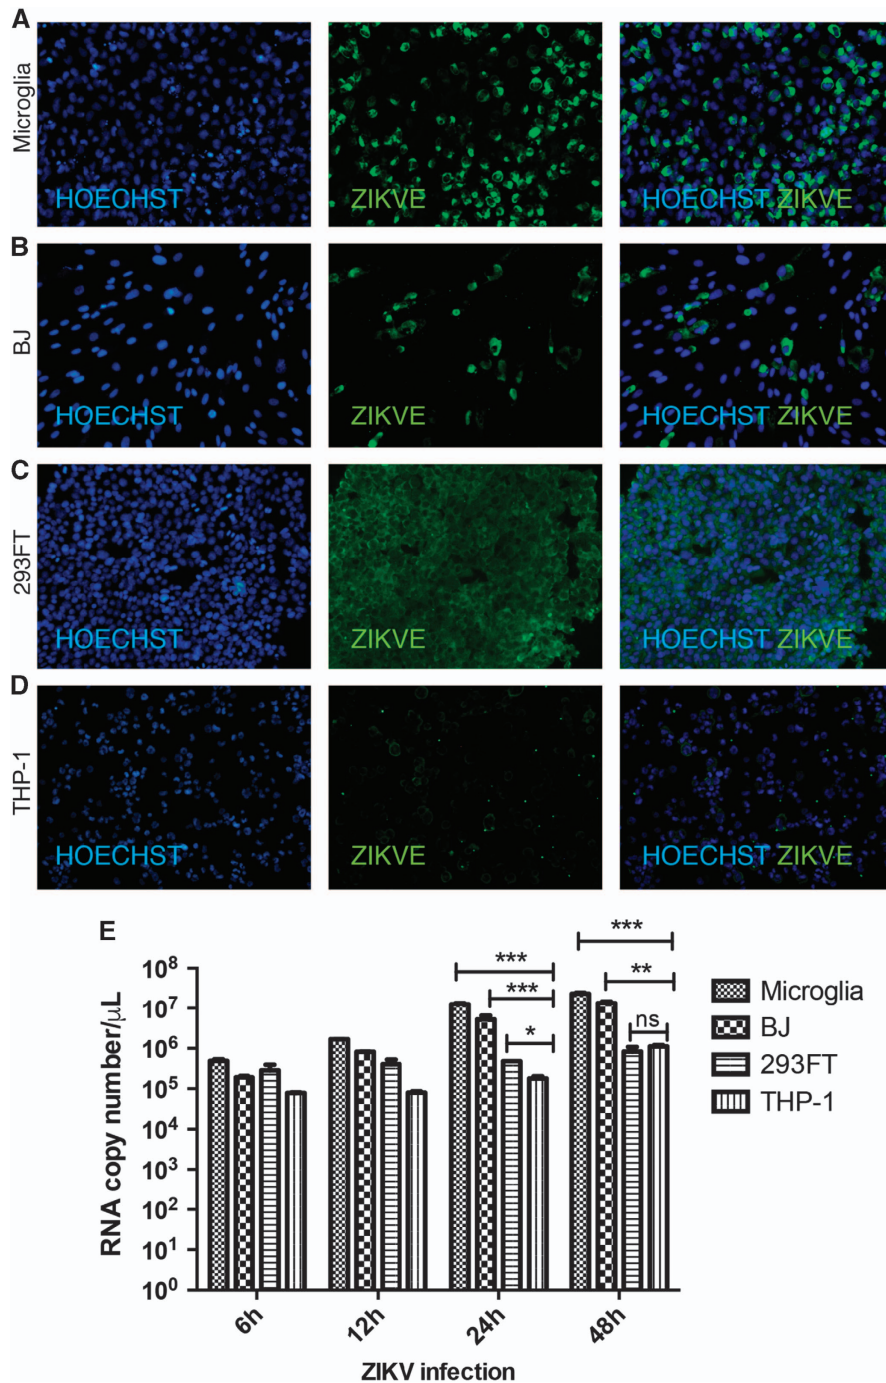 A
Microglia
HOECHST
ZIKVE
HOECHST ZIKVE
B
BJ
HOECHST
ZIKVE
HOECHST ZIKVE
C
293FT
HOECHST
ZIKVE
HOECHST ZIKVE
D
THP-1
HOECHST
ZIKVE
HOECHST ZIKVE
E
RNA copy number/µL
10⁸
10⁷
10⁶
10⁵
10⁴
10³
10²
10¹
10⁰
***
***
*
***
**
ns
6h
12h
24h
48h
ZIKV infection
Microglia
BJ
293FT
THP-1